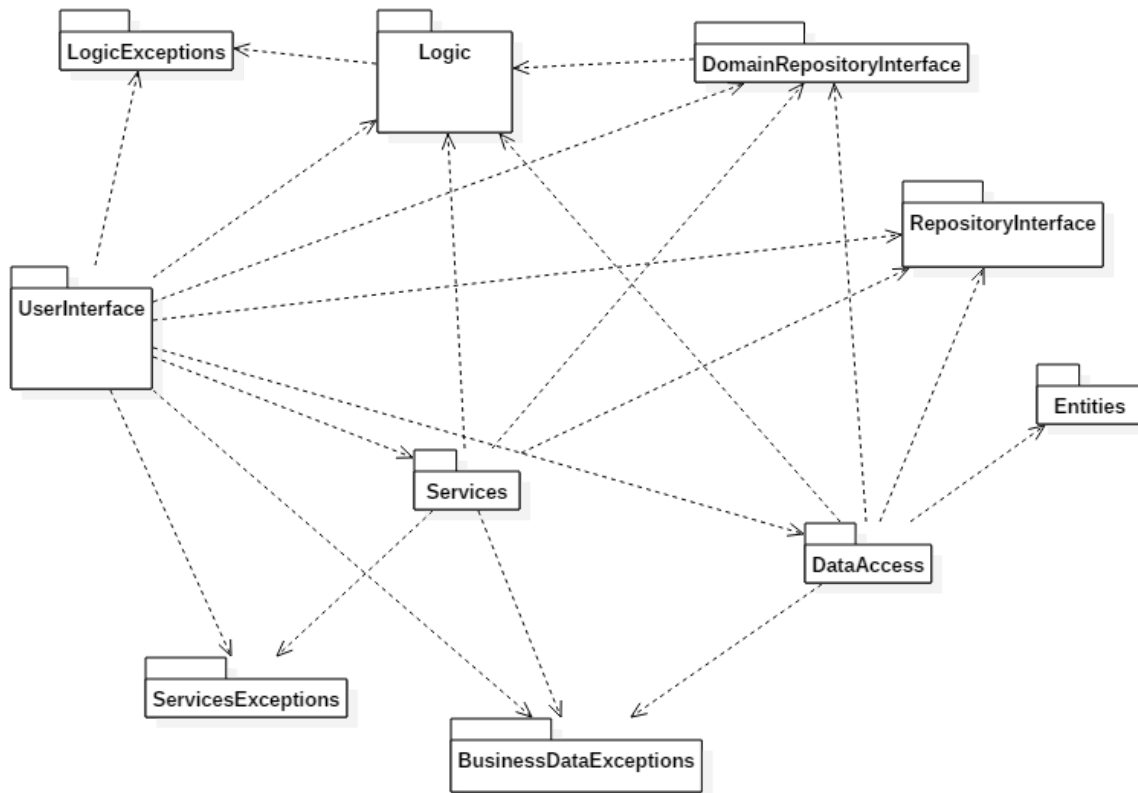 LogicExceptions
Logic
DomainRepositoryInterface
RepositoryInterface
UserInterface
Entities
Services
DataAccess
ServicesExceptions
BusinessDataExceptions